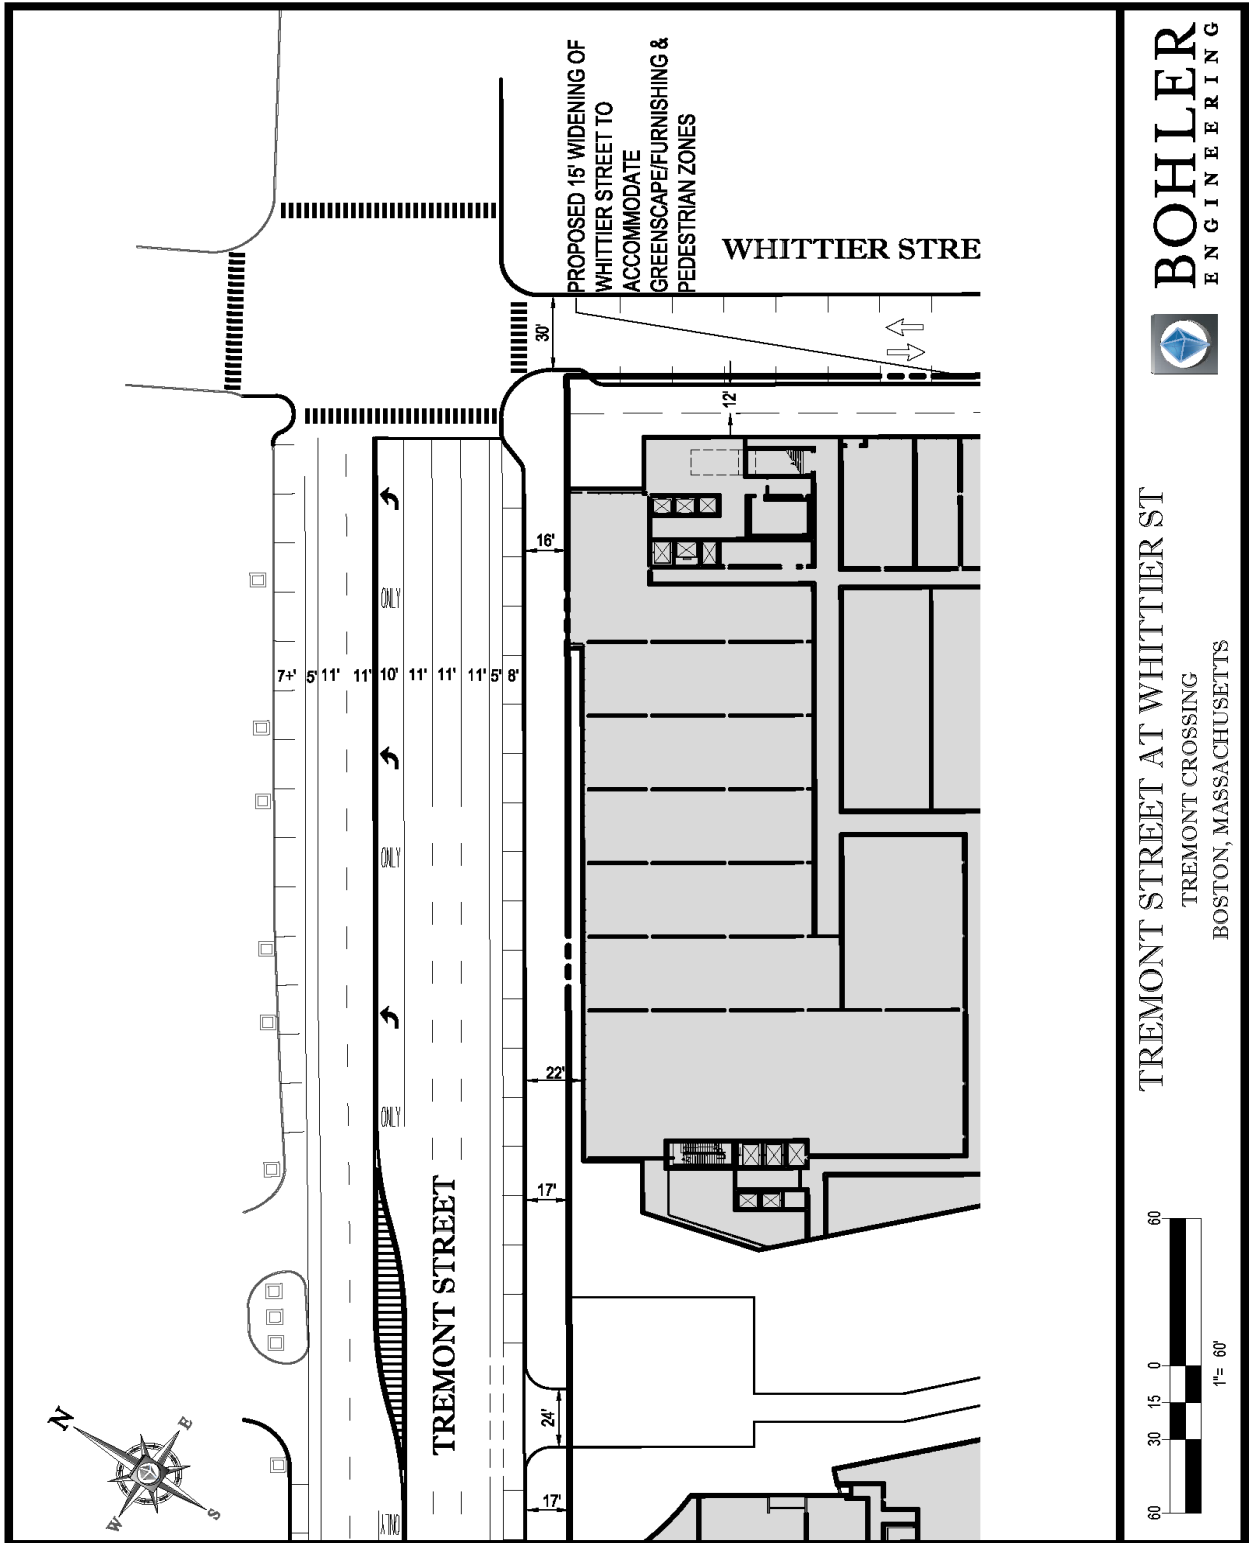 PROPOSED 15' WIDENING OF
WHITTIER STREET TO
ACCOMMODATE
GREENSCAPE/FURNISHING &
PEDESTRIAN ZONES
WHITTIER STRE
30'
12'
16'
ONLY
7+' 5' 11' 11' 10' 11' 11' 11' 5' 8'
ONLY
ONLY
22'
17'
TREMONT STREET
24'
17'
ONLY
N
E
S
W
BOHLER
ENGINEERING
TREMONT STREET AT WHITTIER ST
TREMONT CROSSING
BOSTON, MASSACHUSETTS
60 30 15 0 60
1"= 60'